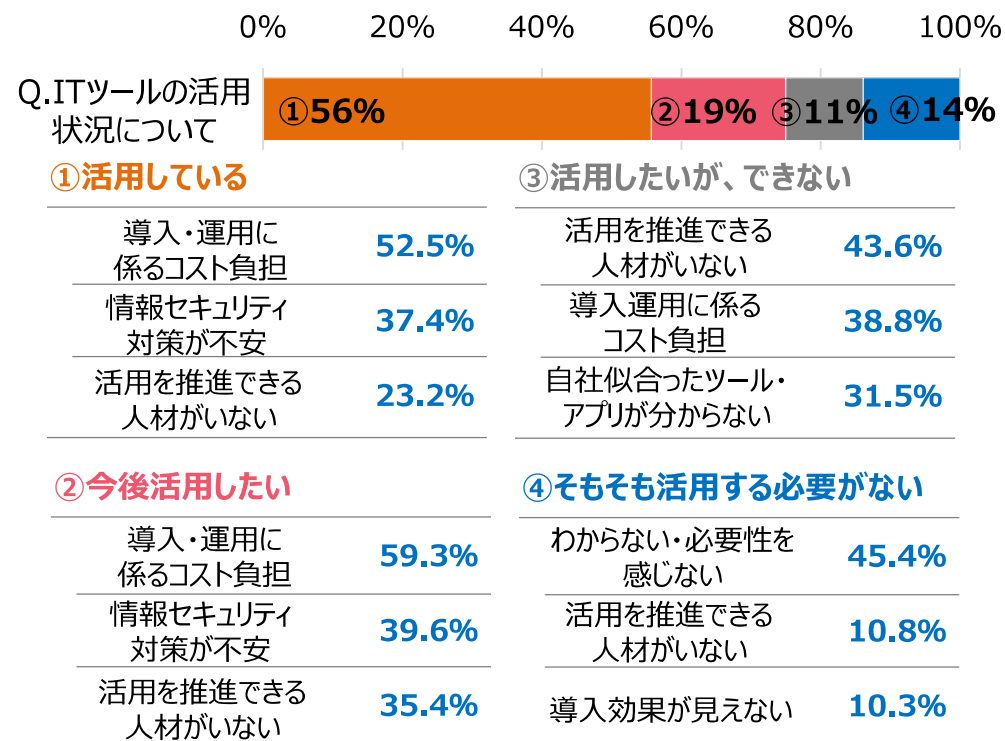 0% 20% 40% 60% 80% 100%
Q.ITツールの活用
状況について
①56% ②19% ③11% ④14%
①活用している
導入・運用に
係るコスト負担
52.5%
情報セキュリティ
対策が不安
37.4%
活用を推進できる
人材がいない
23.2%
②今後活用したい
導入・運用に
係るコスト負担
59.3%
情報セキュリティ
対策が不安
39.6%
活用を推進できる
人材がいない
35.4%
③活用したいが、できない
活用を推進できる
人材がいない
43.6%
導入運用に係る
コスト負担
38.8%
自社似合ったツール・
アプリが分からない
31.5%
④そもそも活用する必要がない
わからない・必要性を
感じない
45.4%
活用を推進できる
人材がいない
10.8%
導入効果が見えない
10.3%